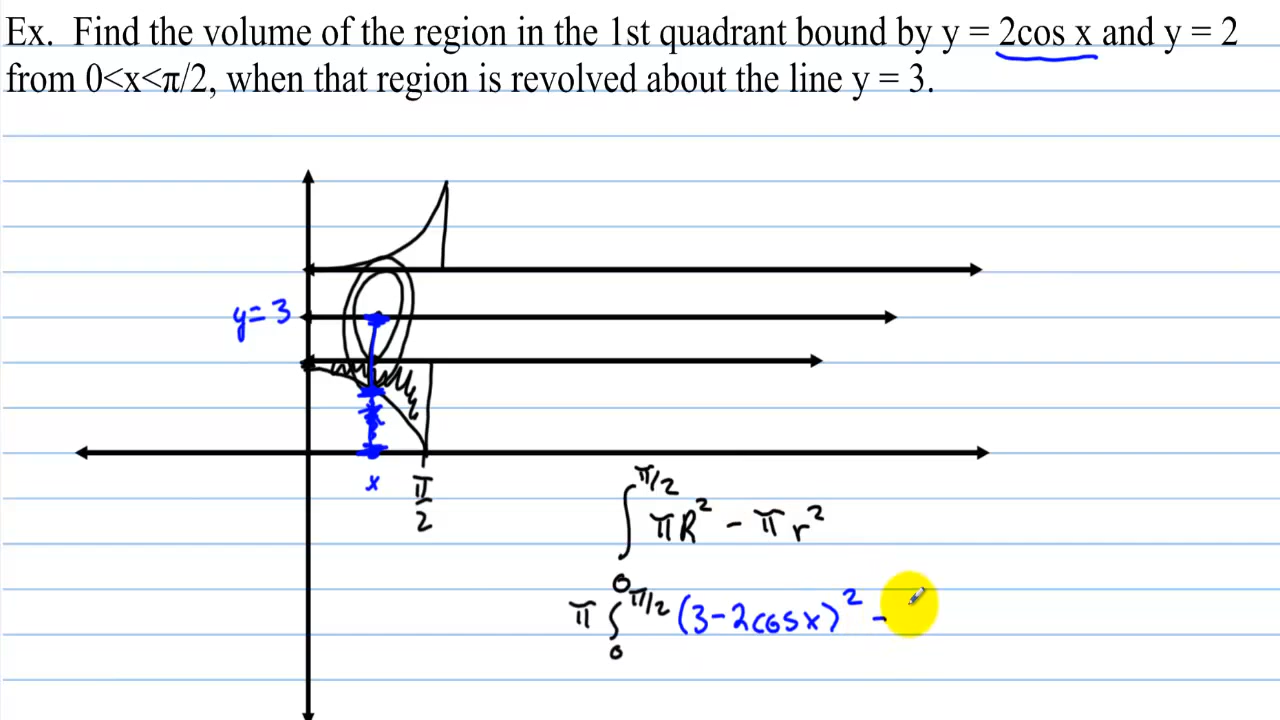 Ex. Find the volume of the region in the 1st quadrant bound by y = 2cos x and y = 2
from 0<x<π/2, when that region is revolved about the line y = 3.
y = 3
x
π/2
∫₀^(π/2) πR² - πr²
π ∫₀^(π/2) (3-2cosx)² -